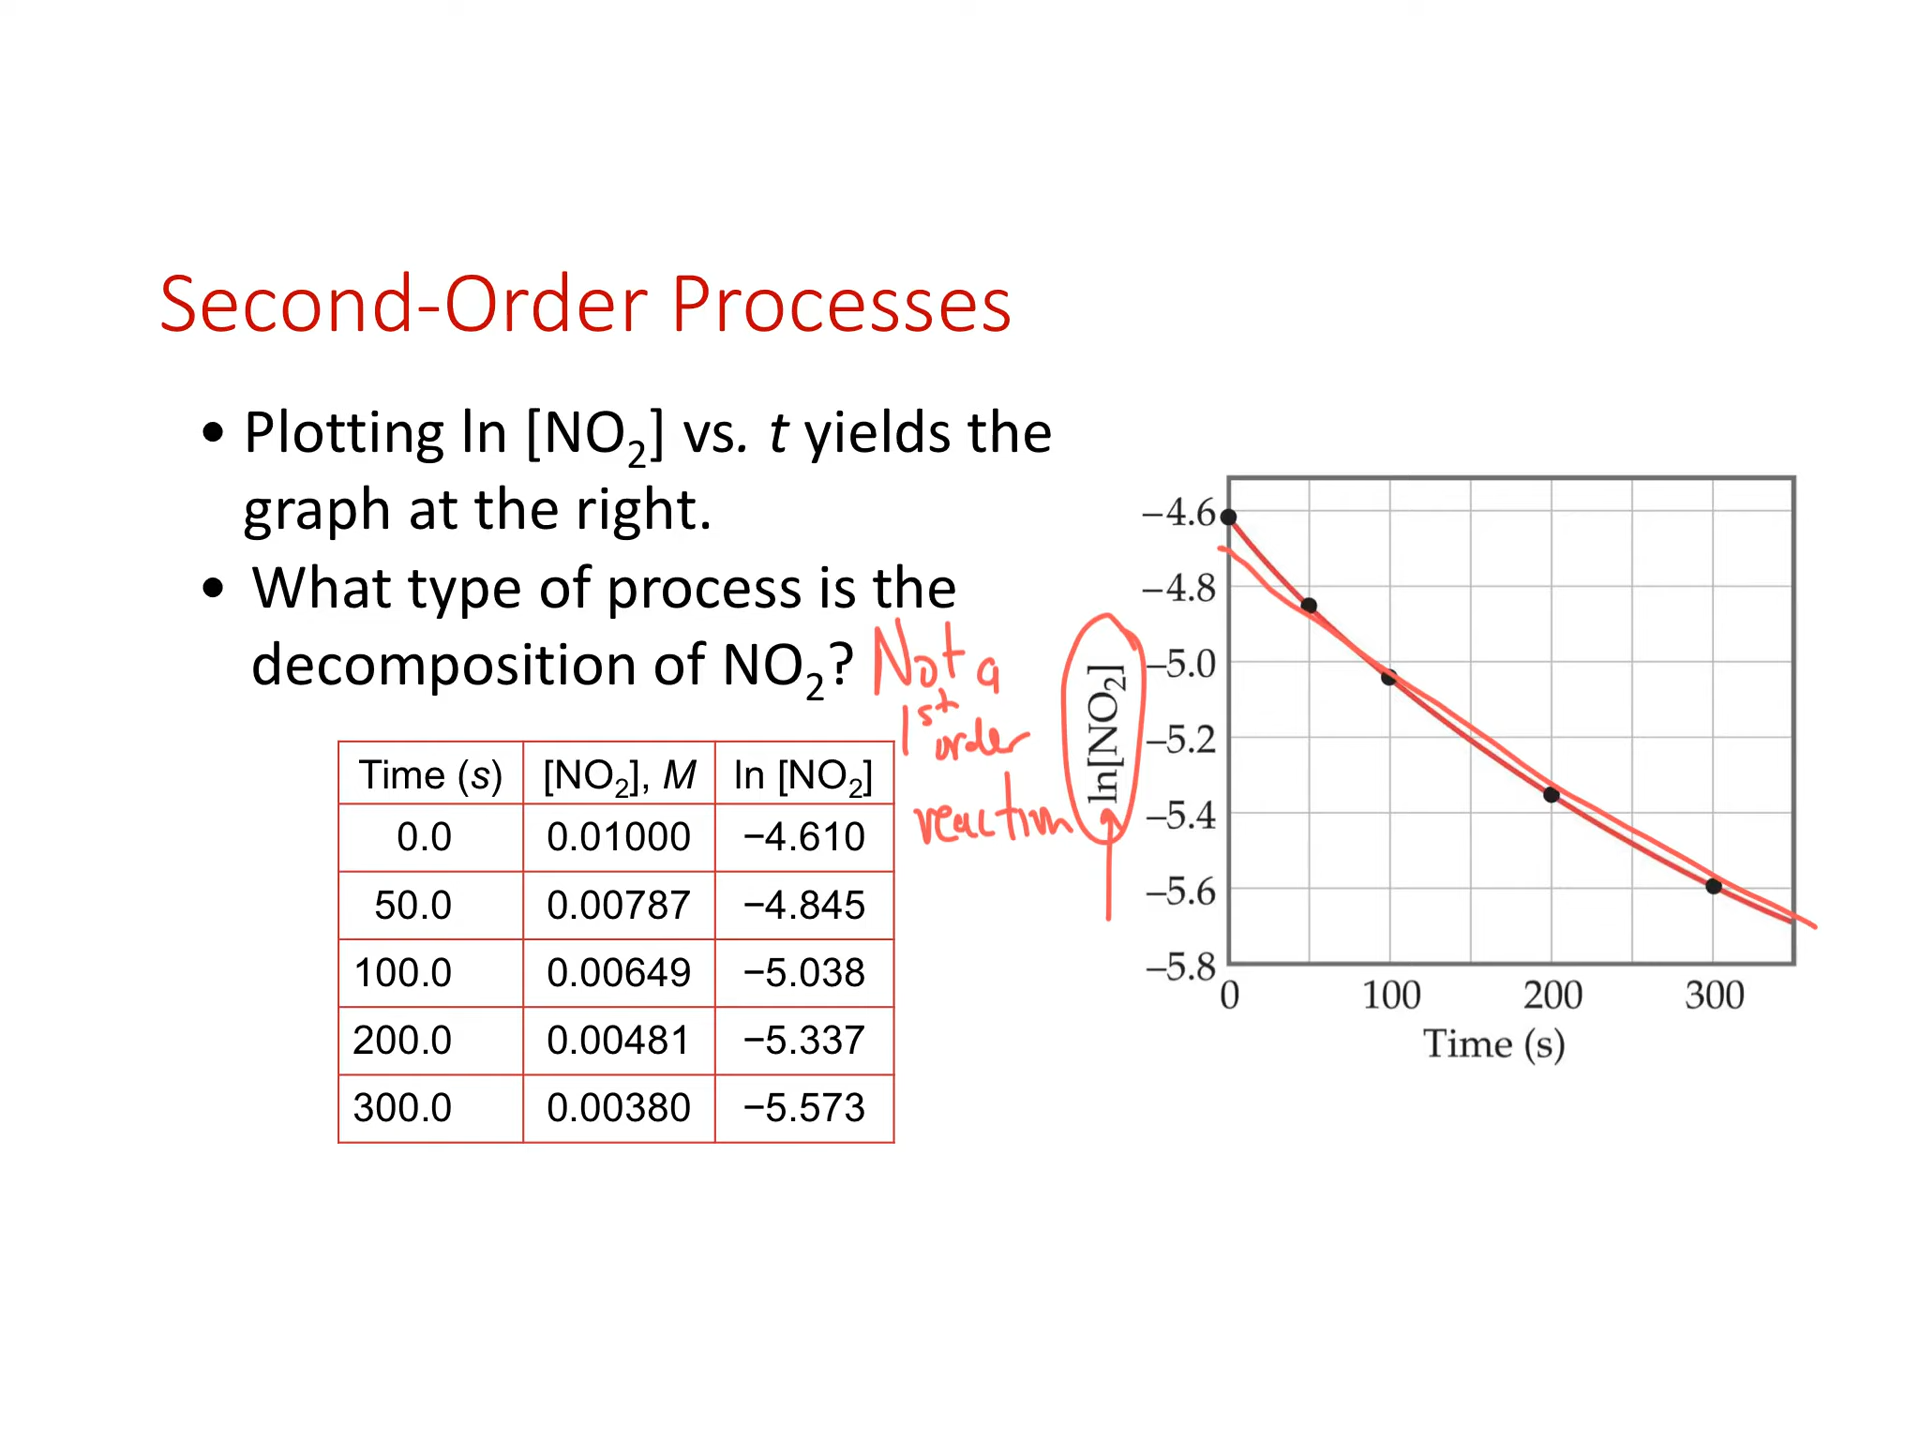 Second-Order Processes
• Plotting ln [NO₂] vs. t yields the
graph at the right.
• What type of process is the
decomposition of NO₂?
Not a
1st
order
reaction
Time (s) [NO₂], M ln [NO₂]
0.0 0.01000 −4.610
50.0 0.00787 −4.845
100.0 0.00649 −5.038
200.0 0.00481 −5.337
300.0 0.00380 −5.573
ln[NO₂]
−4.6
−4.8
−5.0
−5.2
−5.4
−5.6
−5.8
0 100 200 300
Time (s)